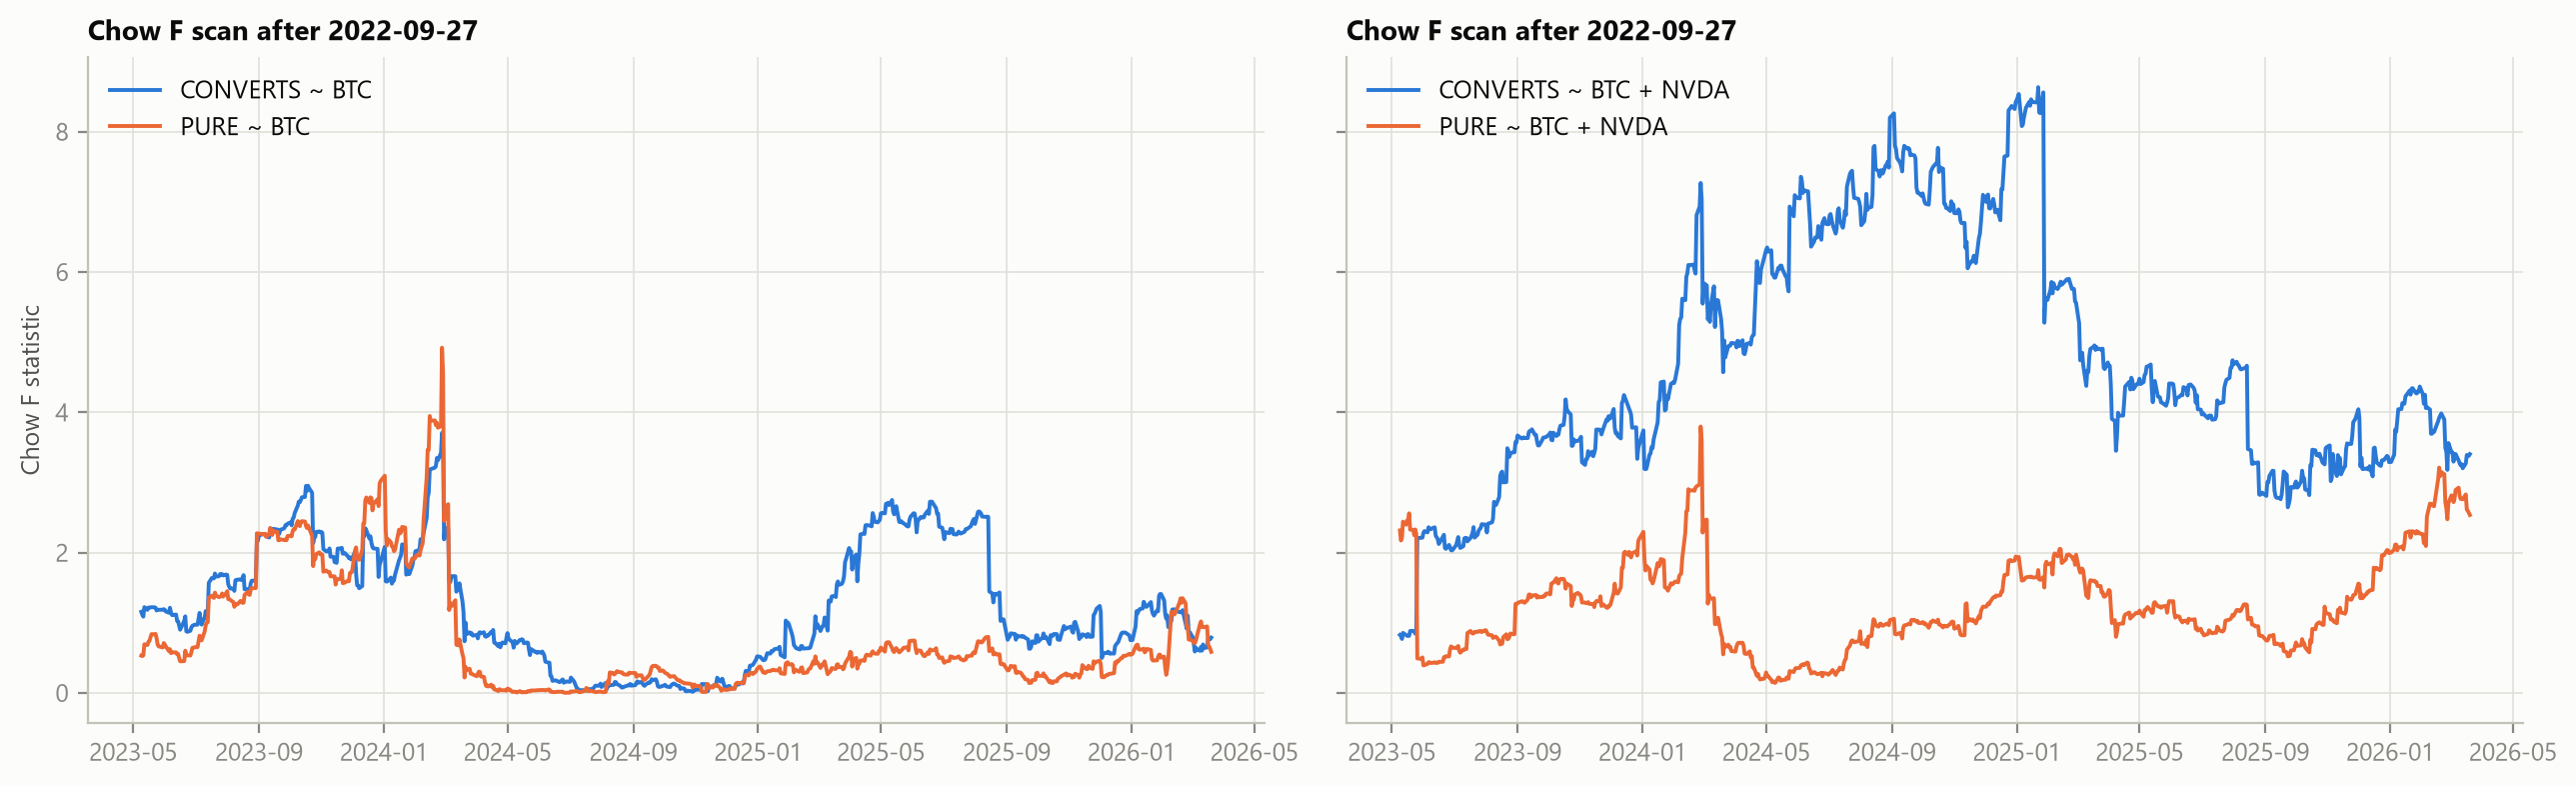 Chow F scan after 2022-09-27
CONVERTS ~ BTC
PURE ~ BTC
8
6
4
2
0
Chow F statistic
2023-05 2023-09 2024-01 2024-05 2024-09 2025-01 2025-05 2025-09 2026-01 2026-05
Chow F scan after 2022-09-27
CONVERTS ~ BTC + NVDA
PURE ~ BTC + NVDA
2023-05 2023-09 2024-01 2024-05 2024-09 2025-01 2025-05 2025-09 2026-01 2026-05